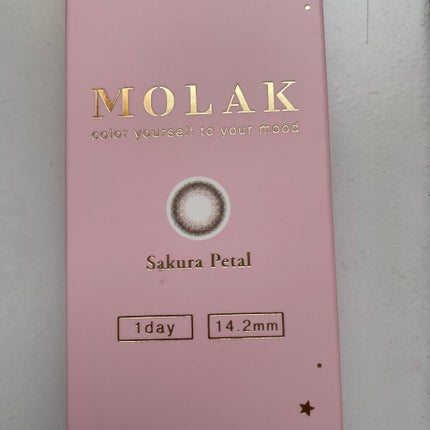 MOLAK
color yourself to your mood
Sakura Petal
1day
14.2mm